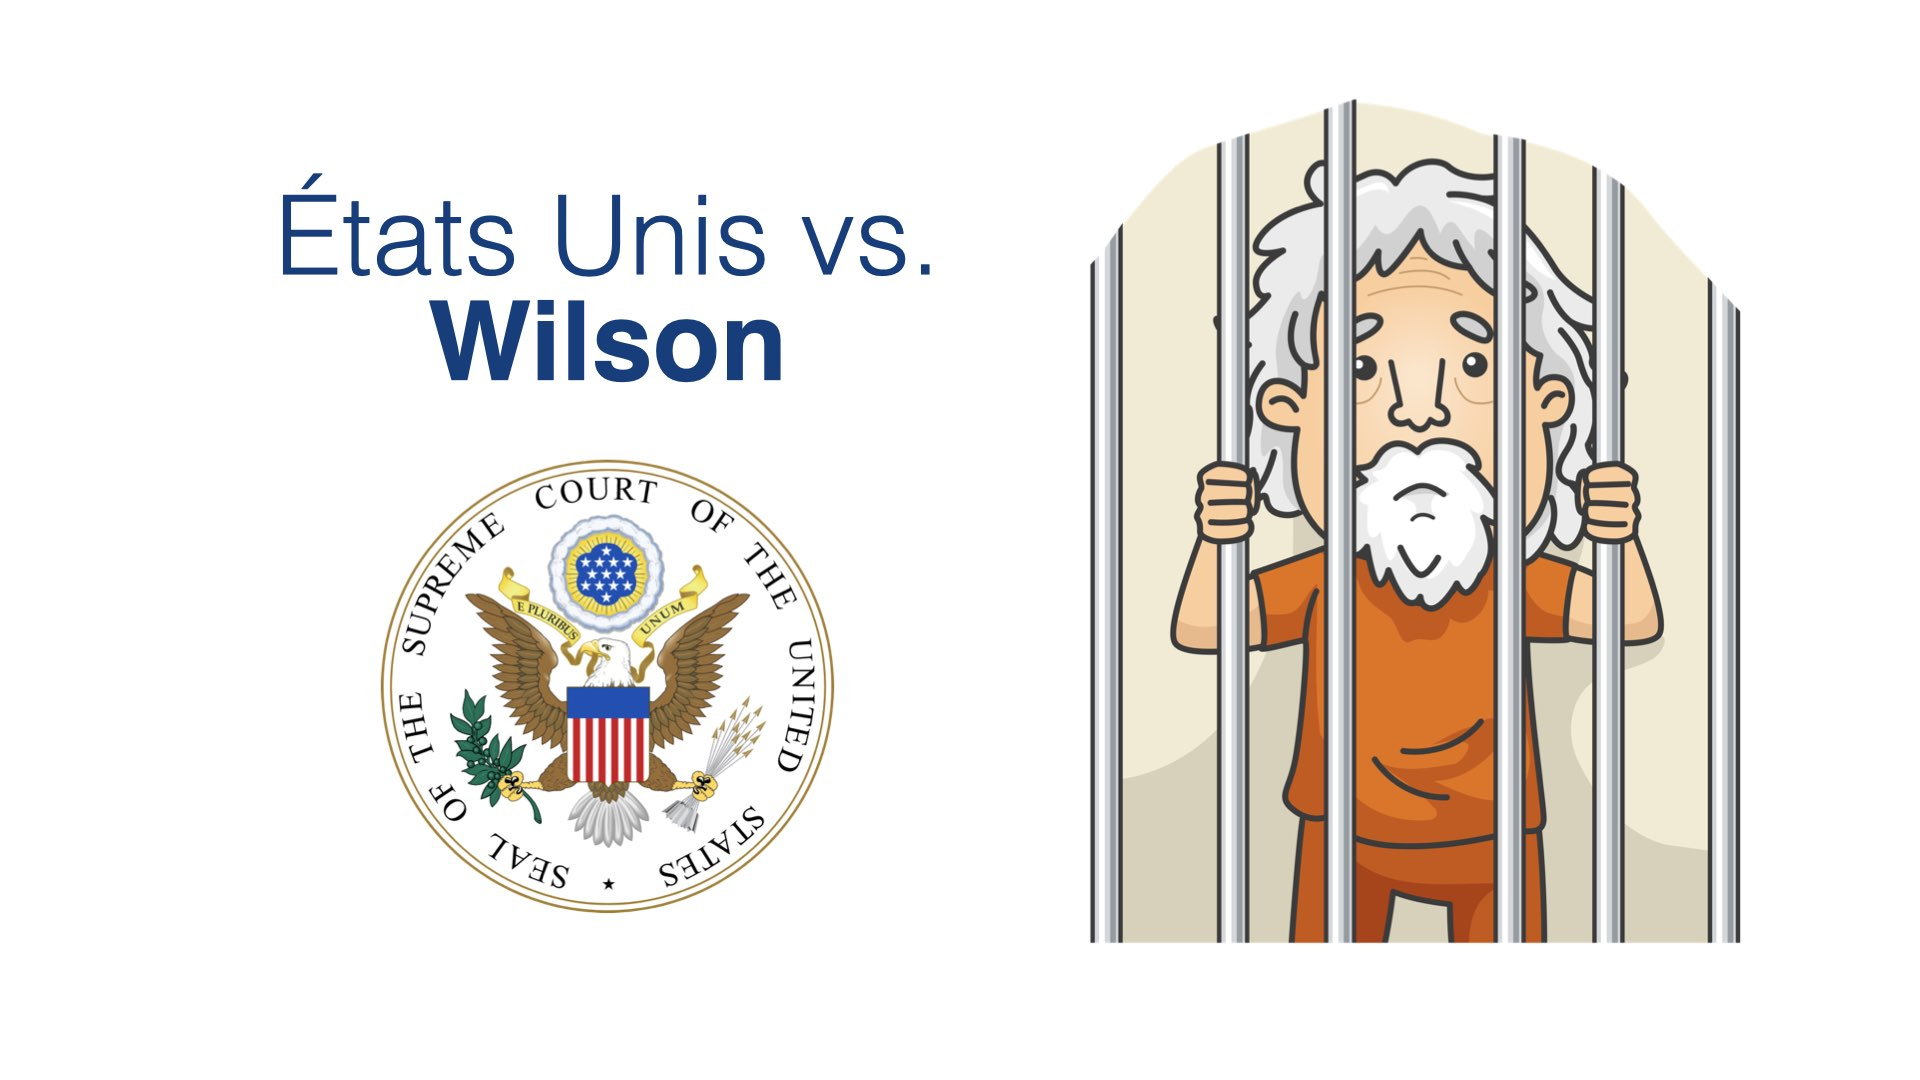 États Unis vs.
Wilson
SEAL OF THE SUPREME COURT OF THE UNITED STATES
E PLURIBUS UNUM